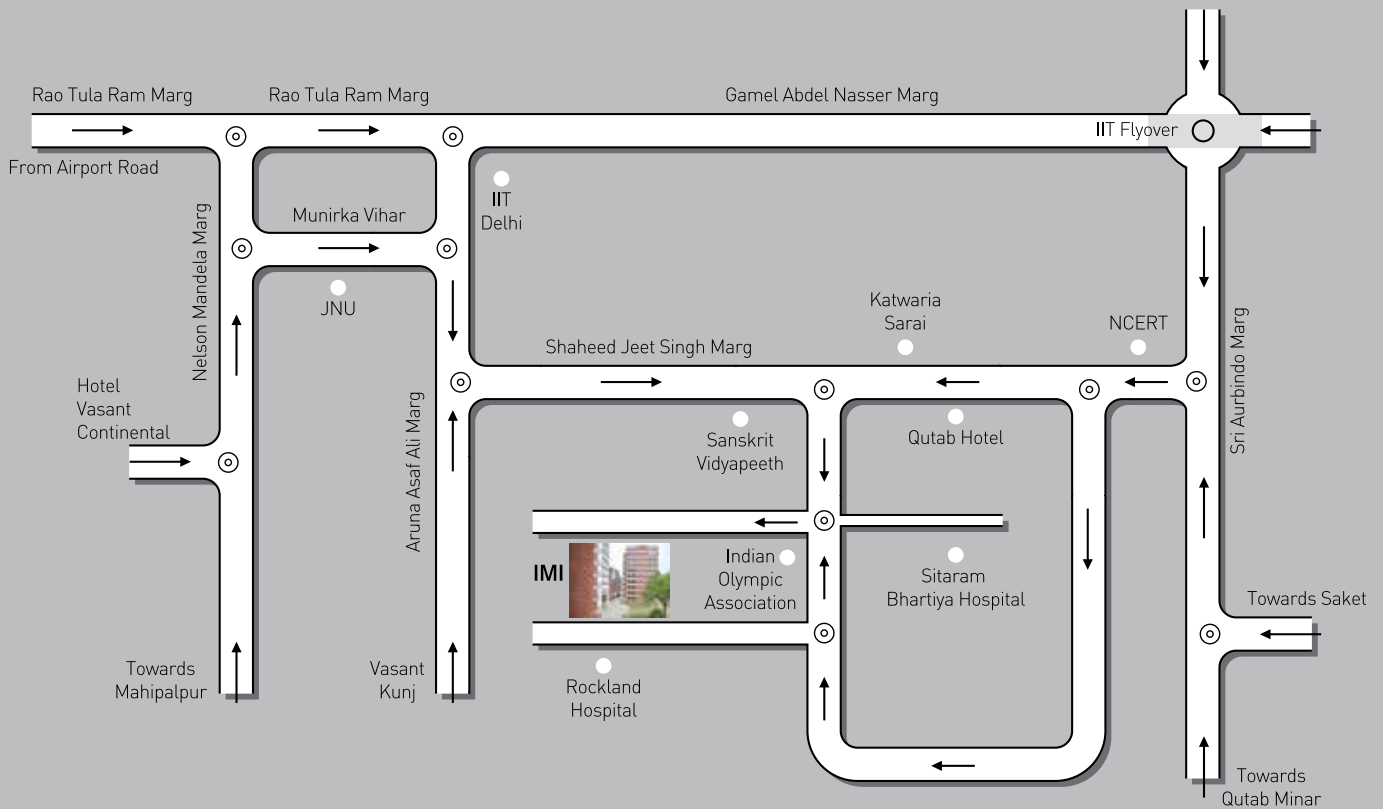 Rao Tula Ram Marg
Rao Tula Ram Marg
Gamel Abdel Nasser Marg
IIT Flyover
From Airport Road
IIT
Delhi
Munirka Vihar
Nelson Mandela Marg
JNU
Katwaria
Sarai
NCERT
Shaheed Jeet Singh Marg
Sri Aurbindo Marg
Hotel
Vasant
Continental
Aruna Asaf Ali Marg
Sanskrit
Vidyapeeth
Qutab Hotel
IMI
Indian
Olympic
Association
Sitaram
Bhartiya Hospital
Towards Saket
Towards
Mahipalpur
Vasant
Kunj
Rockland
Hospital
Towards
Qutab Minar